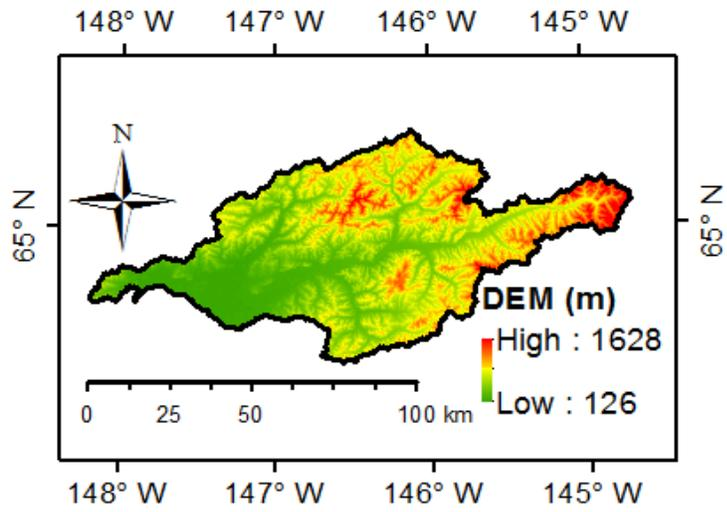 148° W 147° W 146° W 145° W
N
65° N
65° N
DEM (m)
High : 1628
Low : 126
0 25 50 100 km
148° W 147° W 146° W 145° W